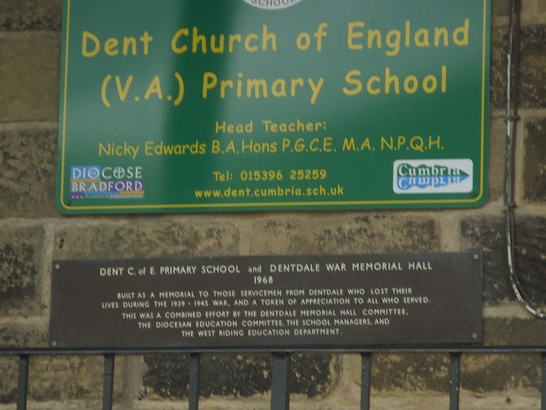 SCHOOL
Dent Church of England
(V.A.) Primary School
Head Teacher:
Nicky Edwards B.A.Hons P.G.C.E. M.A. N.P.Q.H.
Tel: 015396 25259
www.dent.cumbria.sch.uk
DIOCESE
BRADFORD
Cumbria
DENT C. of E. PRIMARY SCHOOL and DENTDALE WAR MEMORIAL HALL
1968
BUILT AS A MEMORIAL TO THOSE SERVICEMEN FROM DENTDALE WHO LOST THEIR
LIVES DURING THE 1939 - 1945 WAR, AND A TOKEN OF APPRECIATION TO ALL WHO SERVED.
THIS WAS A COMBINED EFFORT BY THE DENTDALE MEMORIAL HALL COMMITTEE,
THE DIOCESAN EDUCATION COMMITTEE, THE SCHOOL MANAGERS, AND
THE WEST RIDING EDUCATION DEPARTMENT.